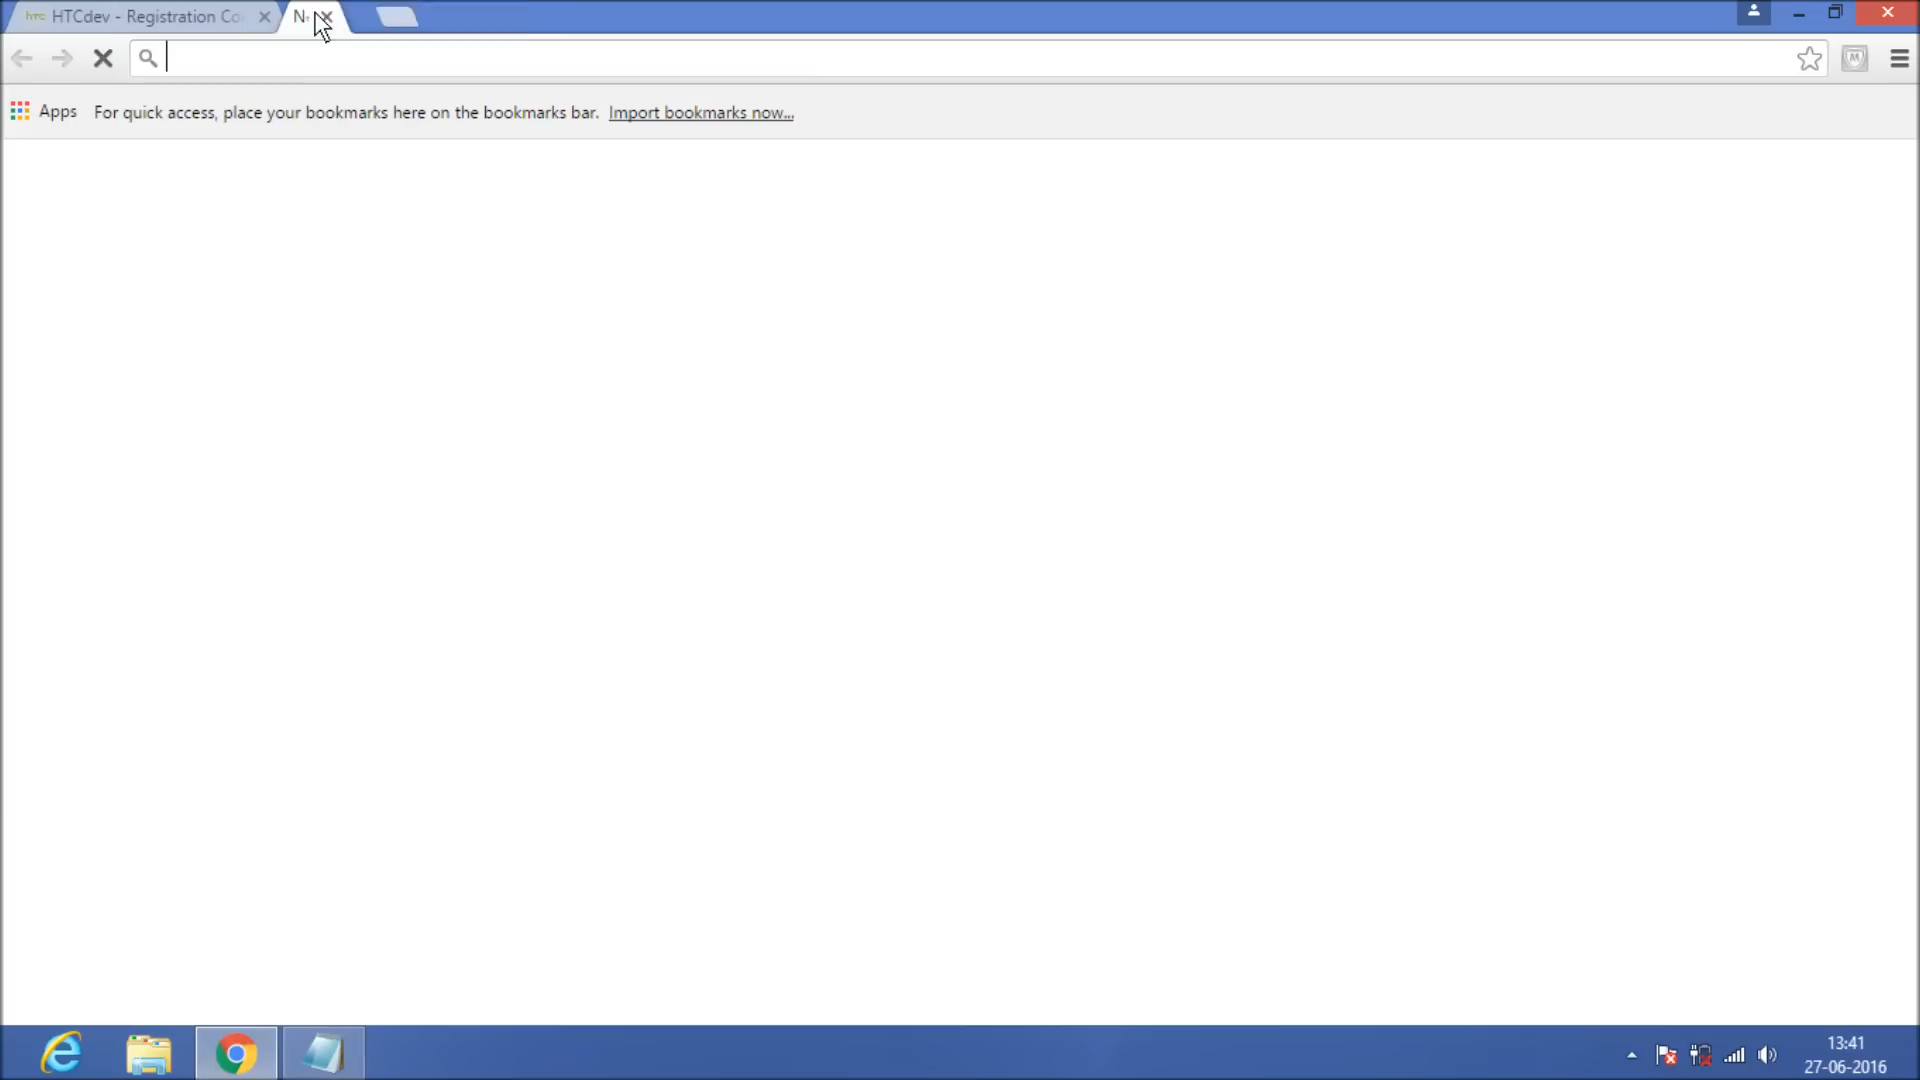 htc HTCdev - Registration Co
Apps For quick access, place your bookmarks here on the bookmarks bar. Import bookmarks now...
13:41
27-06-2016